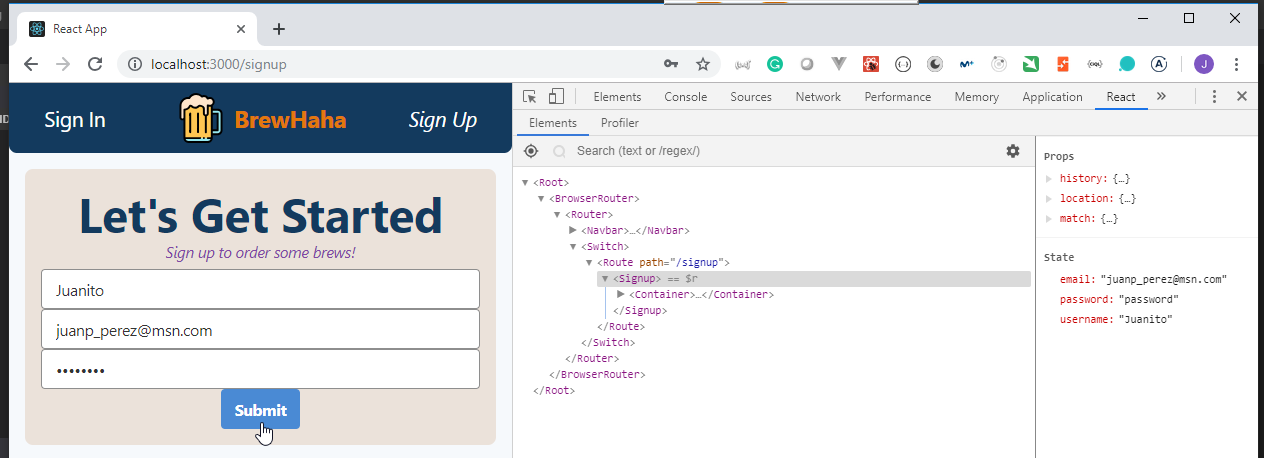 React App
localhost:3000/signup
J
Sign In
BrewHaha
Sign Up
Let's Get Started
Sign up to order some brews!
Juanito
juanp_perez@msn.com
••••••••
Submit
Elements Console Sources Network Performance Memory Application React »
Elements Profiler
Search (text or /regex/)
<Root>
<BrowserRouter>
<Router>
<Navbar>…</Navbar>
<Switch>
<Route path="/signup">
<Signup> == $r
<Container>…</Container>
</Signup>
</Route>
</Switch>
</Router>
</BrowserRouter>
</Root>
Props
history: {…}
location: {…}
match: {…}
State
email: "juanp_perez@msn.com"
password: "password"
username: "Juanito"